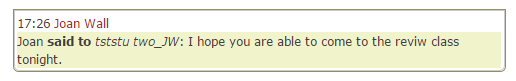 17:26 Joan Wall
Joan said to tststu two_JW: I hope you are able to come to the reviw class
tonight.